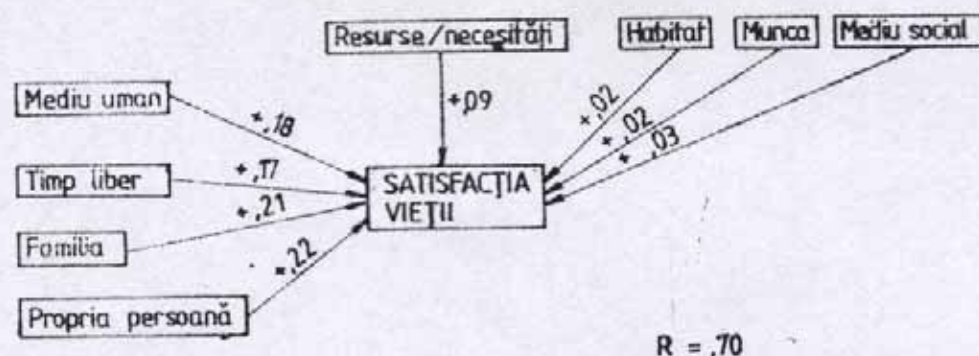 Resurse/necesități
Habitat
Munca
Mediu social
Mediu uman
Timp liber
Familia
Propria persoană
+,18
+,17
+,21
+,22
+,09
+,02
+,02
+,03
SATISFACȚIA
VIEȚII
R = ,70